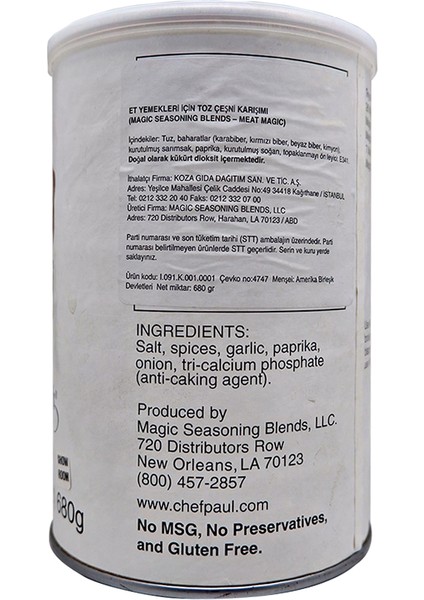 ET YEMEKLERİ İÇİN TOZ ÇEŞNİ KARIŞIMI
(MAGIC SEASONING BLENDS – MEAT MAGIC)
İçindekiler: Tuz, baharatlar (karabiber, kırmızı biber, beyaz biber, kimyon),
kurutulmuş sarımsak, paprika, kurutulmuş soğan, topaklanmayı önleyici: E341.
Doğal olarak kükürt dioksit içermektedir.
İthalatçı Firma: KOZA GIDA DAĞITIM SAN. VE TİC. A.Ş.
Adres: Yeşilce Mahallesi Çelik Caddesi No:49 34418 Kağıthane / İSTANBUL
Tel: 0212 332 20 40 Faks: 0212 332 07 00
Üretici Firma: MAGIC SEASONING BLENDS, LLC
Adres: 720 Distributors Row, Harahan, LA 70123 / ABD
Parti numarası ve son tüketim tarihi (STT) ambalajın üzerindedir. Parti
numarası belirtilmeyen ürünlerde STT geçerlidir. Serin ve kuru yerde
saklayınız.
Ürün kodu: I.091.K.001.0001 Çevko no:4747 Menşei: Amerika Birleşik
Devletleri Net miktar: 680 gr
INGREDIENTS:
Salt, spices, garlic, paprika,
onion, tri-calcium phosphate
(anti-caking agent).
Produced by
Magic Seasoning Blends, LLC.
720 Distributors Row
New Orleans, LA 70123
(800) 457-2857
www.chefpaul.com
No MSG, No Preservatives,
and Gluten Free.
680g